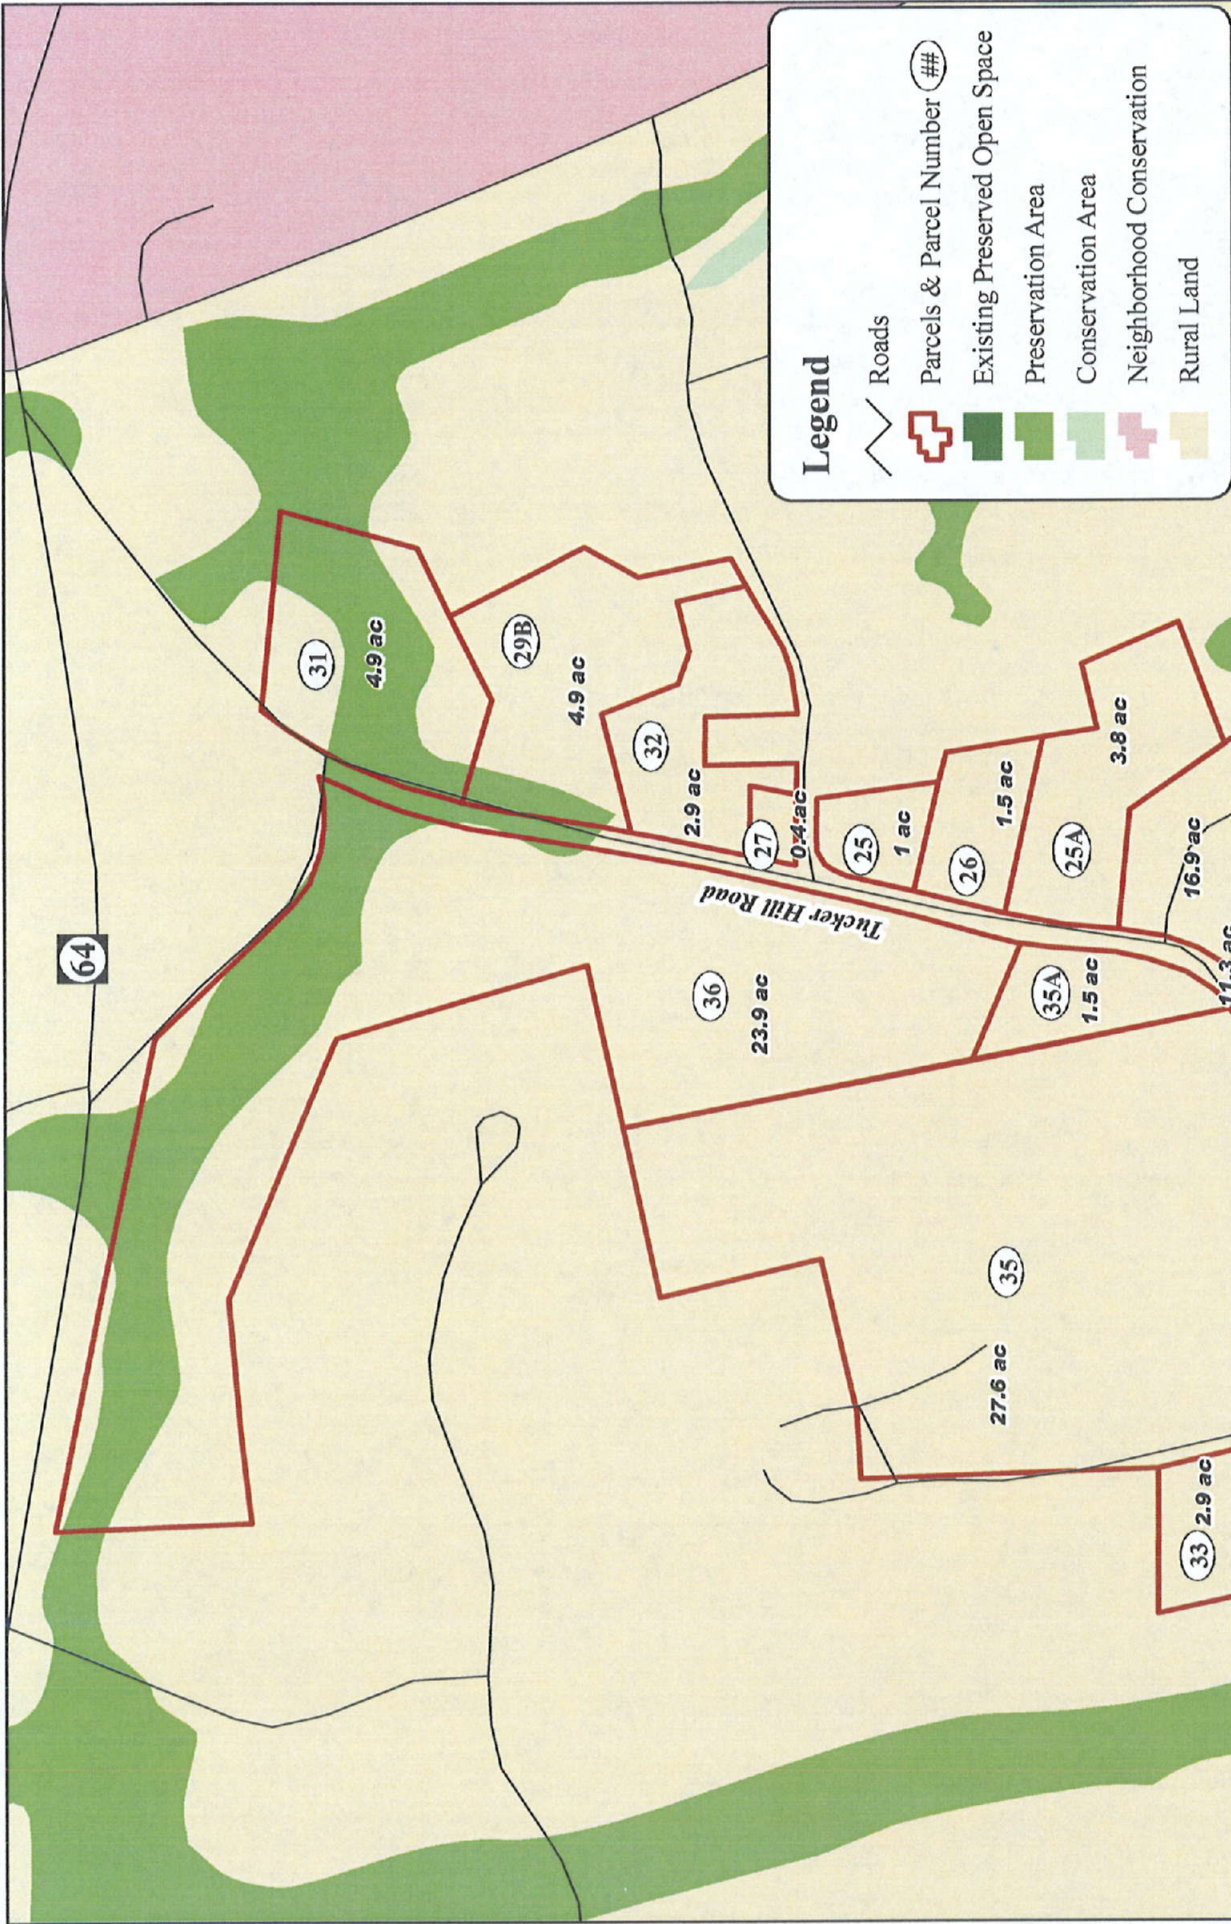 64
31
4.9 ac
29B
4.9 ac
32
2.9 ac
27
0.4 ac
25
1 ac
26
1.5 ac
25A
3.8 ac
16.9 ac
11.3 ac
Tucker Hill Road
36
23.9 ac
35A
1.5 ac
35
27.6 ac
33
2.9 ac
Legend
Roads
Parcels & Parcel Number ##
Existing Preserved Open Space
Preservation Area
Conservation Area
Neighborhood Conservation
Rural Land